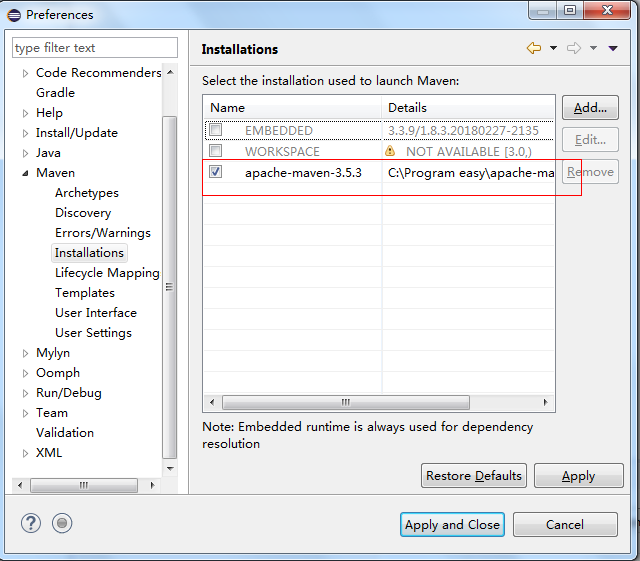 Preferences
type filter text
Code Recommenders
Gradle
Help
Install/Update
Java
Maven
Archetypes
Discovery
Errors/Warnings
Installations
Lifecycle Mapping
Templates
User Interface
User Settings
Mylyn
Oomph
Run/Debug
Team
Validation
XML
Installations
Select the installation used to launch Maven:
Name Details
EMBEDDED 3.3.9/1.8.3.20180227-2135
WORKSPACE NOT AVAILABLE [3.0,)
apache-maven-3.5.3 C:\Program easy\apache-ma
Add...
Edit...
Remove
Note: Embedded runtime is always used for dependency
resolution
Restore Defaults Apply
Apply and Close Cancel